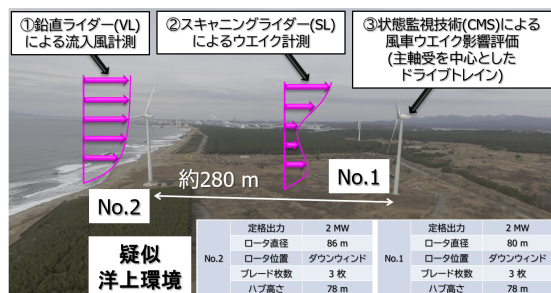 ①鉛直ライダー(VL)
による流入風計測
②スキャニングライダー(SL)
によるウエイク計測
③状態監視技術(CMS)による
風車ウエイク影響評価
(主軸受を中心とした
ドライブトレイン)
約280 m
No.2
No.1
疑似
洋上環境
No.2
定格出力 2 MW
ロータ直径 86 m
ロータ位置 ダウンウィンド
ブレード枚数 3 枚
ハブ高さ 78 m
No.1
定格出力 2 MW
ロータ直径 80 m
ロータ位置 ダウンウィンド
ブレード枚数 3 枚
ハブ高さ 78 m